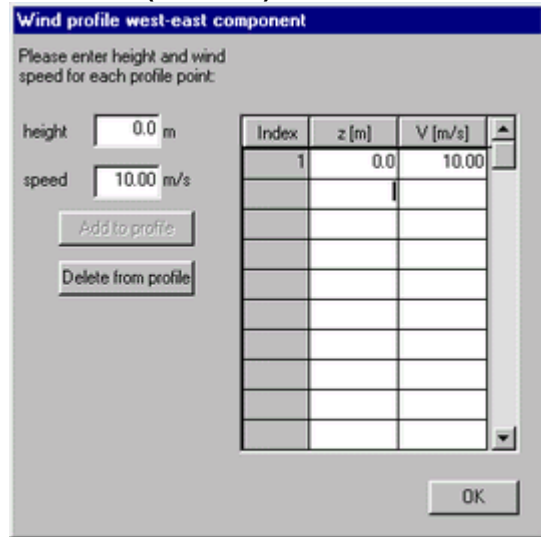 Wind profile west-east component
Please enter height and wind
speed for each profile point:
height 0.0 m
speed 10.00 m/s
Add to profile
Delete from profile
Index z [m] V [m/s]
1 0.0 10.00
OK